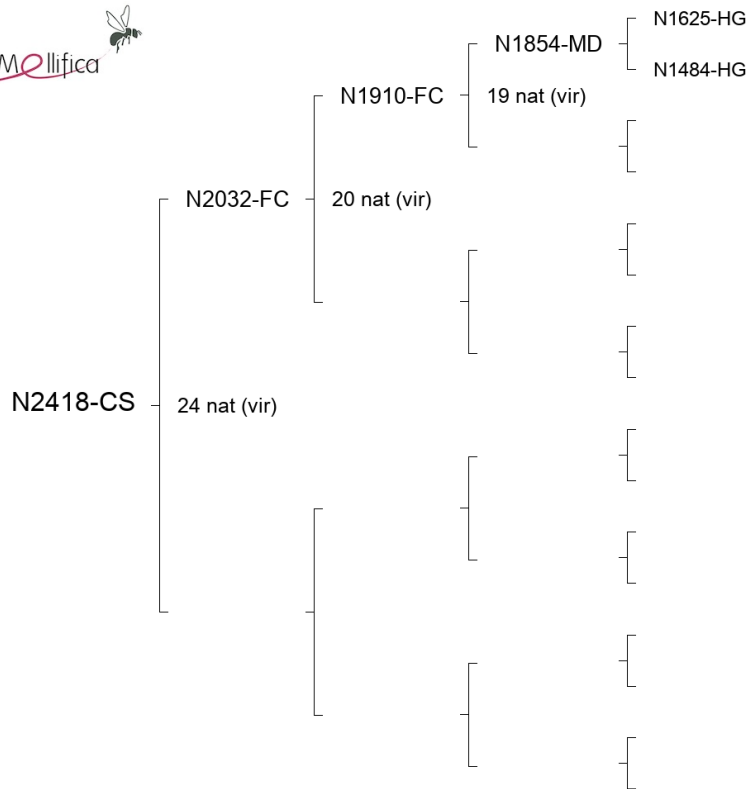 Mellifica
N1625-HG
N1854-MD
N1484-HG
N1910-FC
19 nat (vir)
N2032-FC
20 nat (vir)
N2418-CS
24 nat (vir)